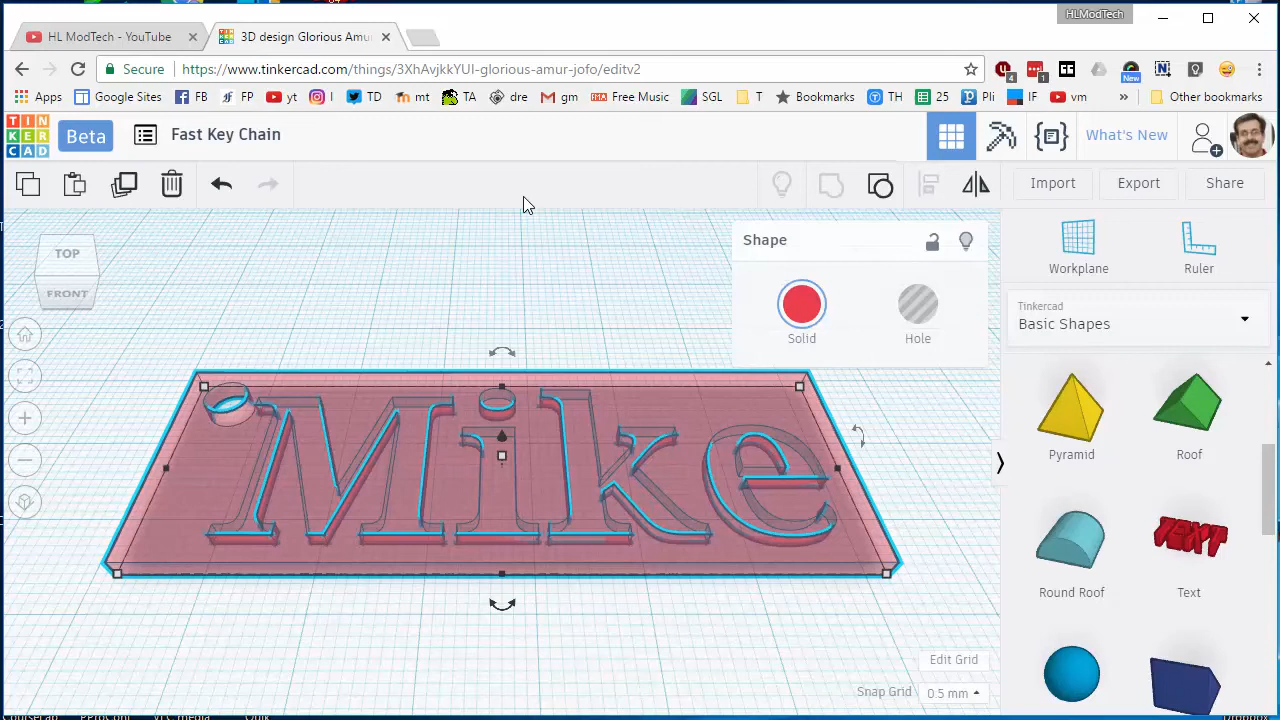 HLModTech
HL ModTech - YouTube
3D design Glorious Amur
Secure
https://www.tinkercad.com/things/3XhAvjkkYUI-glorious-amur-jofo/editv2
4
1
New
Apps
Google Sites
FB
FP
yt
I
TD
mt
TA
dre
gm
Free Music
SGL
T
Bookmarks
TH
25
Pli
IF
vm
»
Other bookmarks
TIN
KER
CAD
Beta
Fast Key Chain
What's New
Import
Export
Share
TOP
FRONT
Shape
Solid
Hole
Workplane
Ruler
Tinkercad
Basic Shapes
Pyramid
Roof
Round Roof
TEXT
Text
Mike
Edit Grid
Snap Grid
0.5 mm